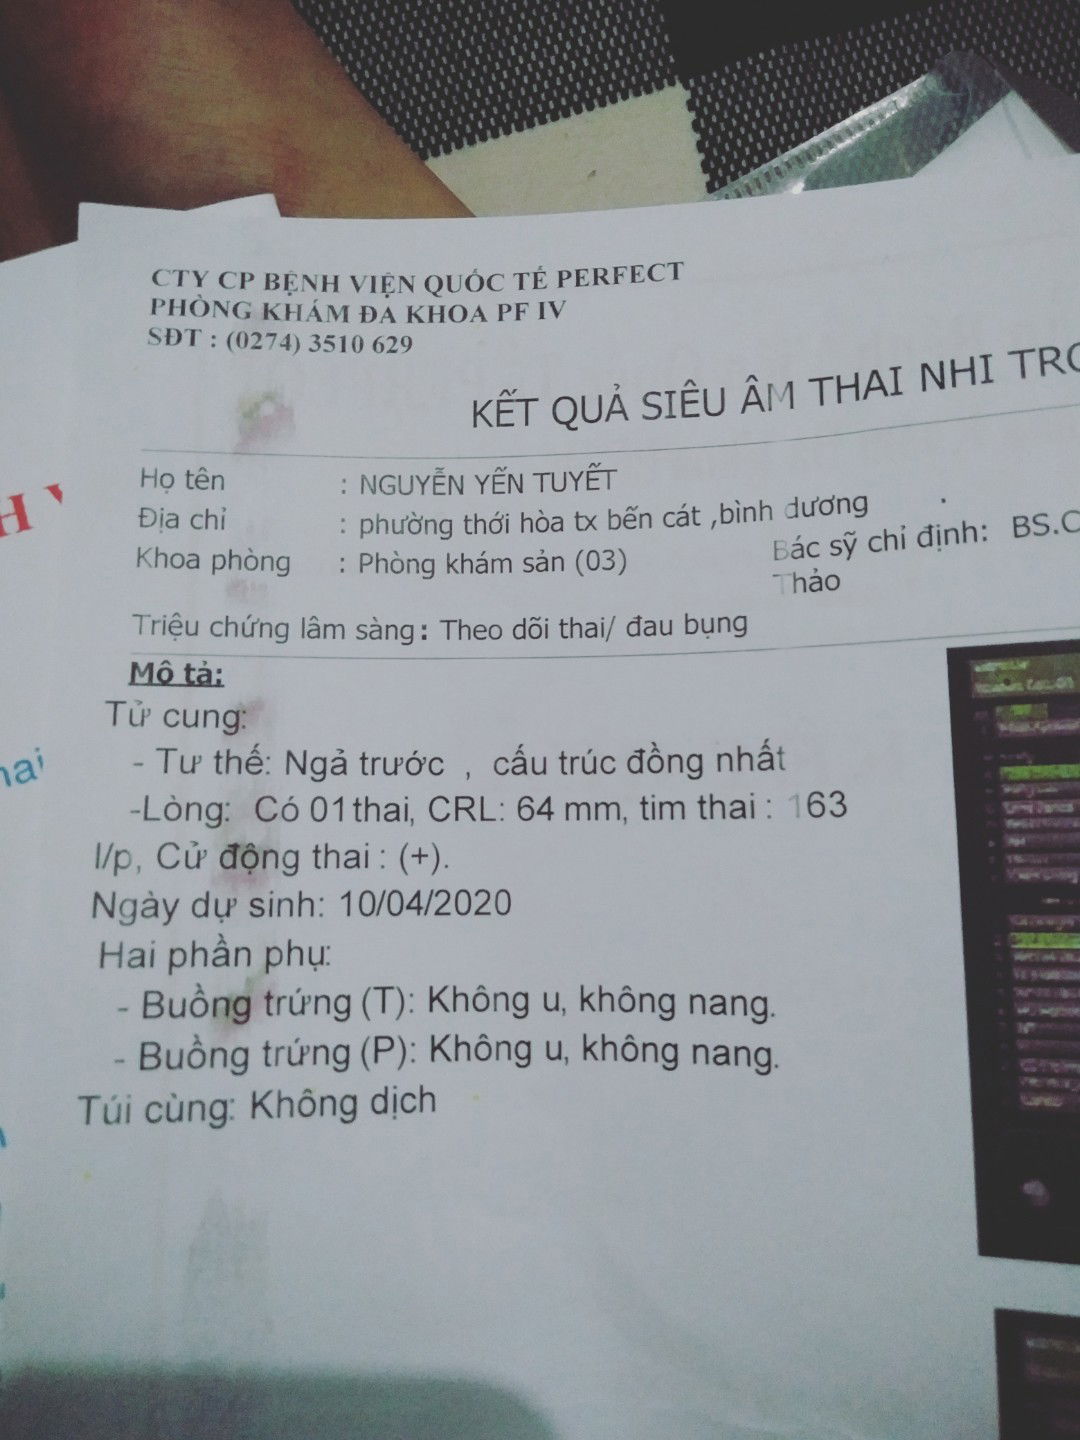 CTY CP BỆNH VIỆN QUỐC TẾ PERFECT
PHÒNG KHÁM ĐA KHOA PF IV
SĐT : (0274) 3510 629
KẾT QUẢ SIÊU ÂM THAI NHI TRO
Họ tên : NGUYỄN YẾN TUYẾT
Địa chỉ : phường thới hòa tx bến cát ,bình dương
Khoa phòng : Phòng khám sản (03) Bác sỹ chỉ định: BS.C
Thảo
Triệu chứng lâm sàng: Theo dõi thai/ đau bụng
Mô tả:
Tử cung:
- Tư thế: Ngả trước , cấu trúc đồng nhất
-Lòng: Có 01thai, CRL: 64 mm, tim thai : 163
l/p, Cử động thai : (+).
Ngày dự sinh: 10/04/2020
Hai phần phụ:
- Buồng trứng (T): Không u, không nang.
- Buồng trứng (P): Không u, không nang.
Túi cùng: Không dịch